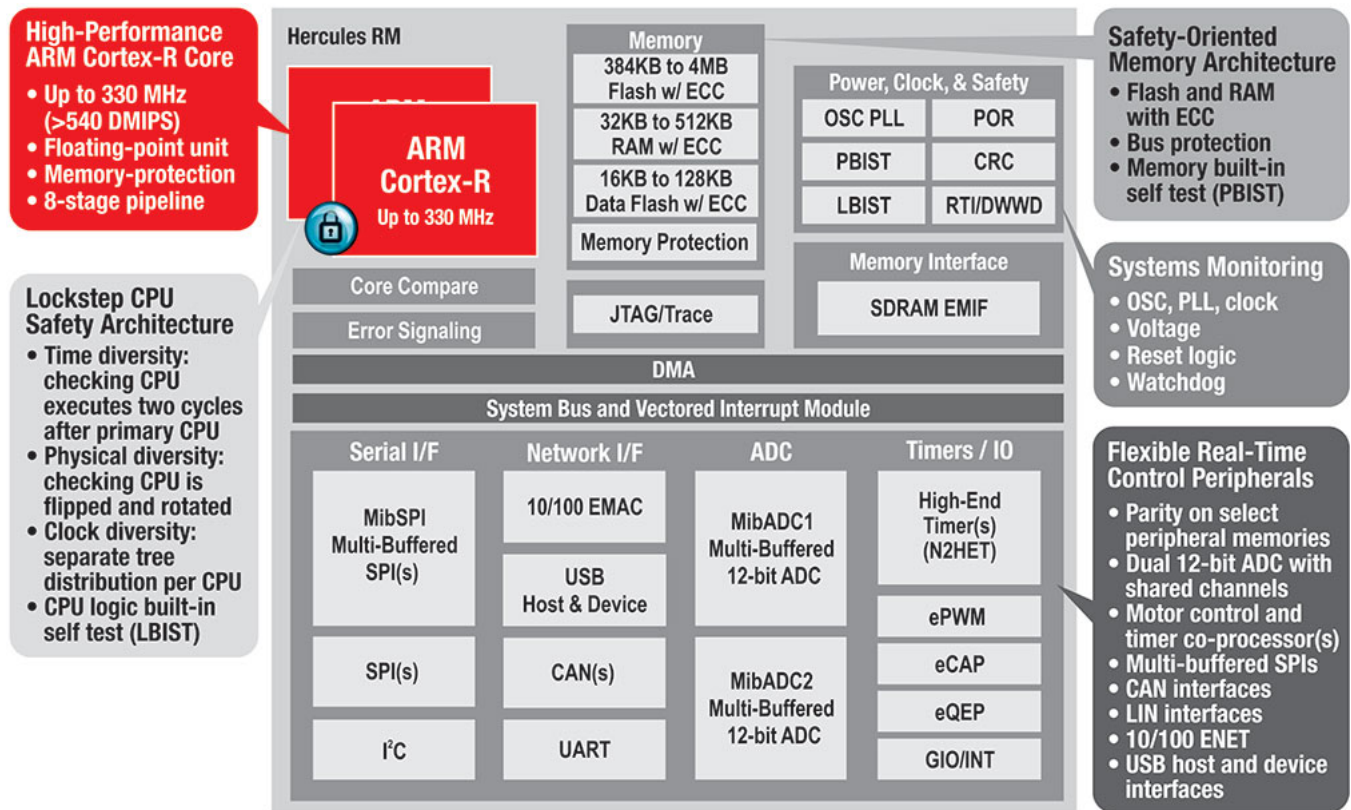 High-Performance
ARM Cortex-R Core
• Up to 330 MHz
(>540 DMIPS)
• Floating-point unit
• Memory-protection
• 8-stage pipeline
Lockstep CPU
Safety Architecture
• Time diversity:
checking CPU
executes two cycles
after primary CPU
• Physical diversity:
checking CPU is
flipped and rotated
• Clock diversity:
separate tree
distribution per CPU
• CPU logic built-in
self test (LBIST)
Hercules RM
ARM
ARM
Cortex-R
Up to 330 MHz
Core Compare
Error Signaling
Memory
384KB to 4MB
Flash w/ ECC
32KB to 512KB
RAM w/ ECC
16KB to 128KB
Data Flash w/ ECC
Memory Protection
JTAG/Trace
Power, Clock, & Safety
OSC PLL
POR
PBIST
CRC
LBIST
RTI/DWWD
Memory Interface
SDRAM EMIF
DMA
System Bus and Vectored Interrupt Module
Serial I/F
MibSPI
Multi-Buffered
SPI(s)
SPI(s)
I²C
Network I/F
10/100 EMAC
USB
Host & Device
CAN(s)
UART
ADC
MibADC1
Multi-Buffered
12-bit ADC
MibADC2
Multi-Buffered
12-bit ADC
Timers / IO
High-End
Timer(s)
(N2HET)
ePWM
eCAP
eQEP
GIO/INT
Safety-Oriented
Memory Architecture
• Flash and RAM
with ECC
• Bus protection
• Memory built-in
self test (PBIST)
Systems Monitoring
• OSC, PLL, clock
• Voltage
• Reset logic
• Watchdog
Flexible Real-Time
Control Peripherals
• Parity on select
peripheral memories
• Dual 12-bit ADC with
shared channels
• Motor control and
timer co-processor(s)
• Multi-buffered SPIs
• CAN interfaces
• LIN interfaces
• 10/100 ENET
• USB host and device
interfaces